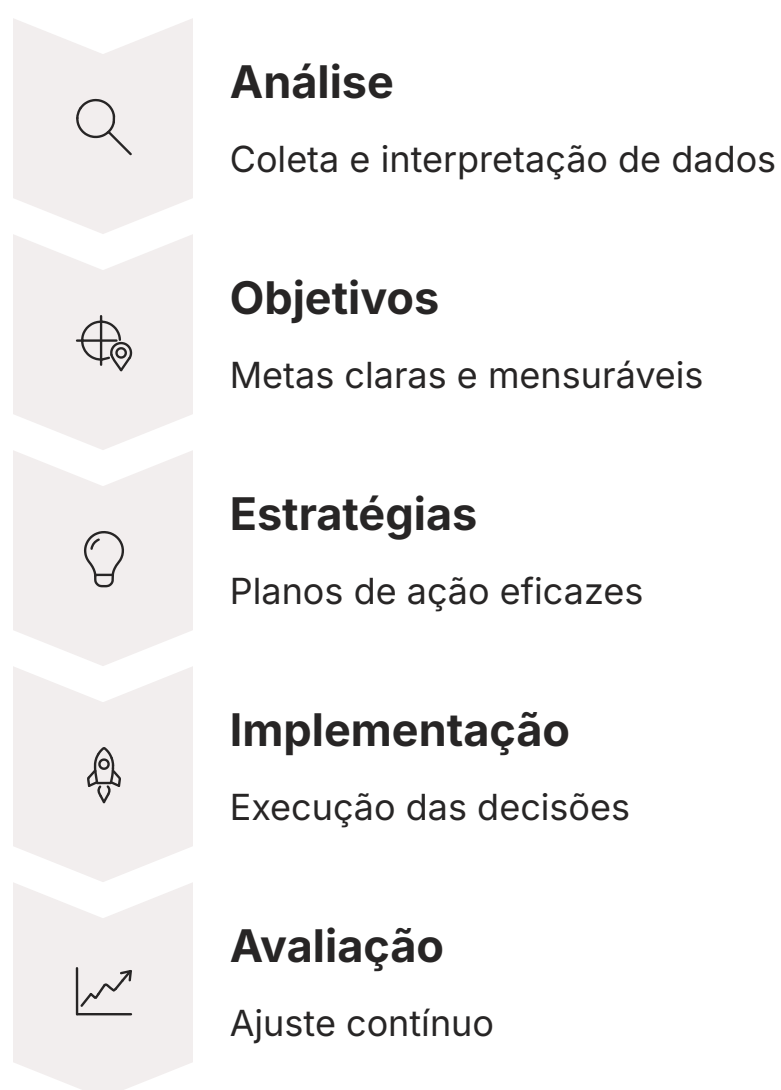 Análise
Coleta e interpretação de dados
Objetivos
Metas claras e mensuráveis
Estratégias
Planos de ação eficazes
Implementação
Execução das decisões
Avaliação
Ajuste contínuo